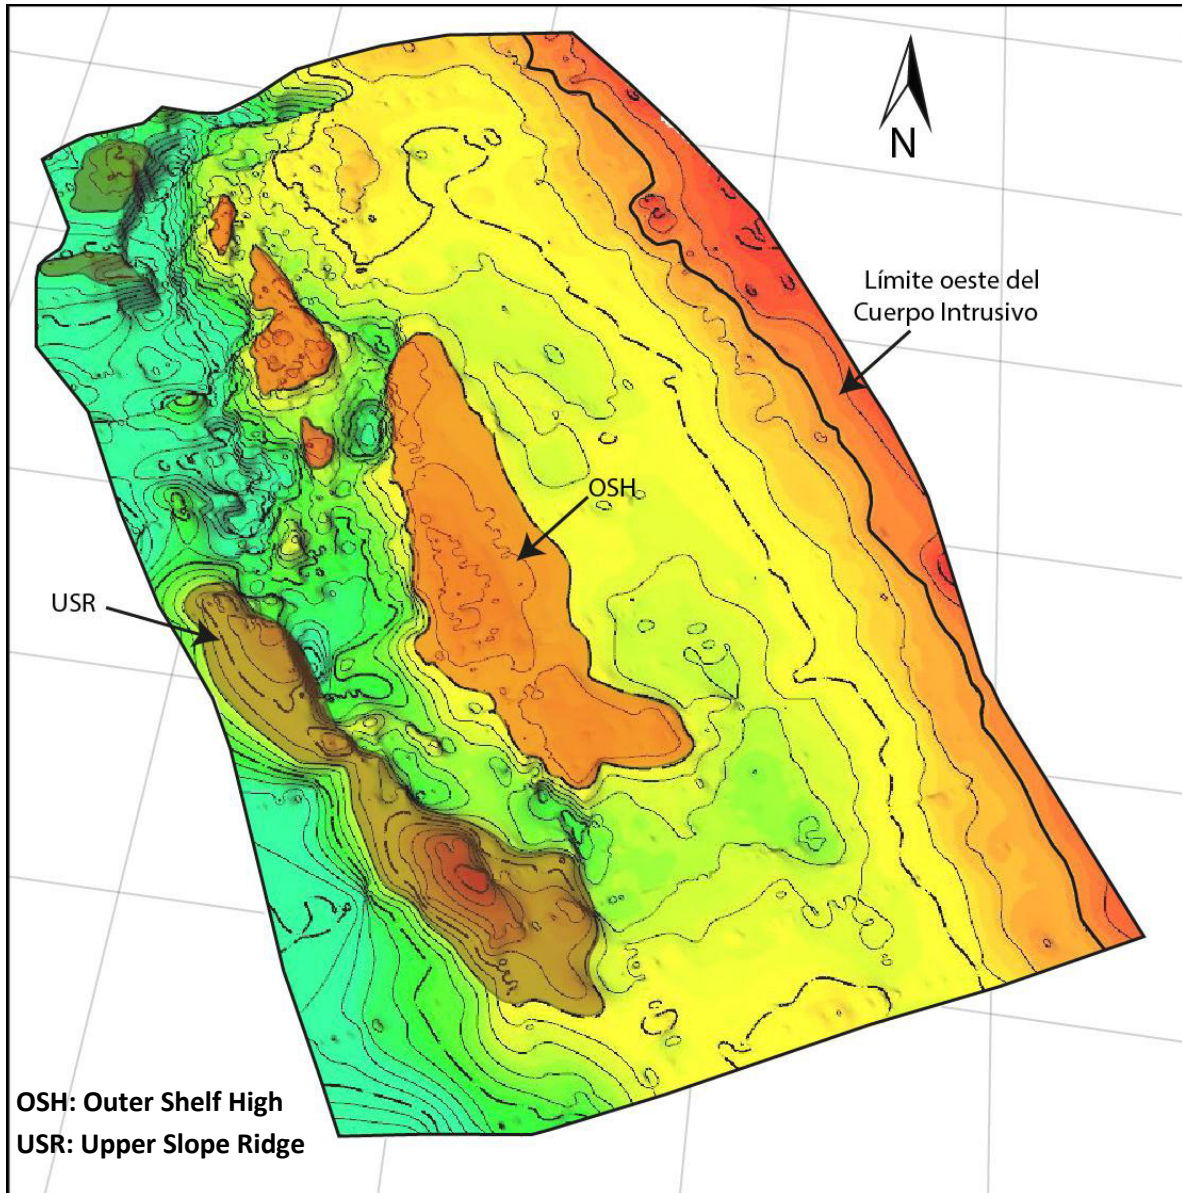 N
Límite oeste del
Cuerpo Intrusivo
OSH
USR
OSH: Outer Shelf High
USR: Upper Slope Ridge